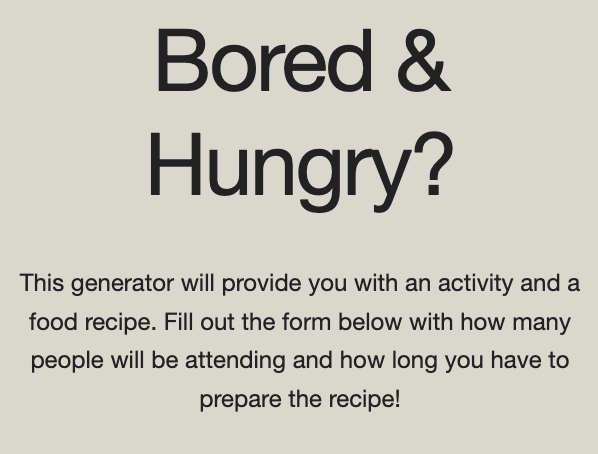 Bored &
Hungry?
This generator will provide you with an activity and a
food recipe. Fill out the form below with how many
people will be attending and how long you have to
prepare the recipe!